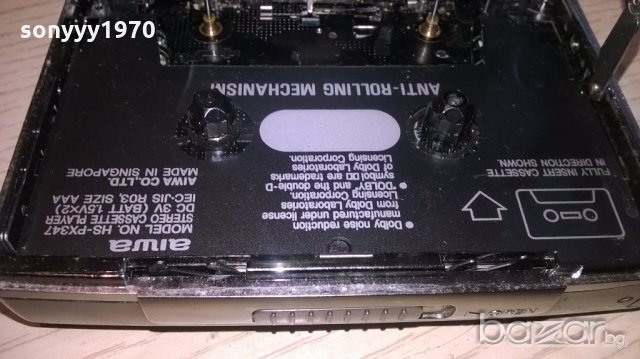 sonyyy1970
ANTI-ROLLING MECHANISM
FULLY INSERT CASSETTE
IN DIRECTION SHOWN.
aiwa
MODEL NO. HS-PX347
STEREO CASSETTE PLAYER
DC 3V (BATT 1.5V×2)
IEC·JIS R03 SIZE AAA
AIWA CO.,LTD.
MADE IN SINGAPORE
• Dolby noise reduction
manufactured under license
from Dolby Laboratories
Licensing Corporation.
• "DOLBY" and the double-D
symbol are trademarks
of Dolby Laboratories
Licensing Corporation.
bazar.bg